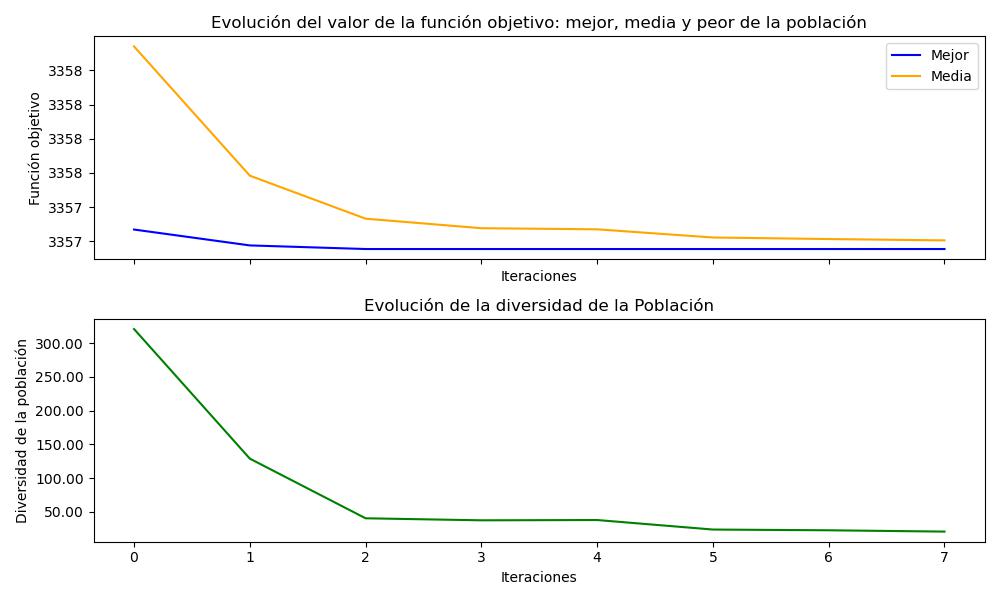 Evolución del valor de la función objetivo: mejor, media y peor de la población
Función objetivo
3358
3358
3358
3358
3357
3357
Mejor
Media
Iteraciones
Evolución de la diversidad de la Población
Diversidad de la población
300.00
250.00
200.00
150.00
100.00
50.00
0 1 2 3 4 5 6 7
Iteraciones